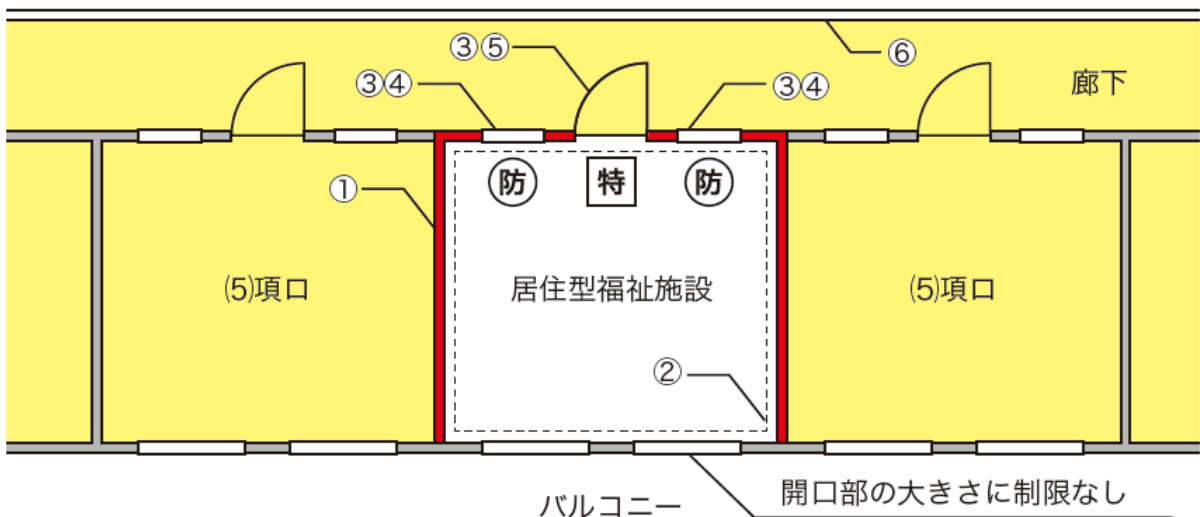 ③⑤
⑥
③④
③④
廊下
防
特
防
①
⑸項ロ
居住型福祉施設
⑸項ロ
②
バルコニー
開口部の大きさに制限なし